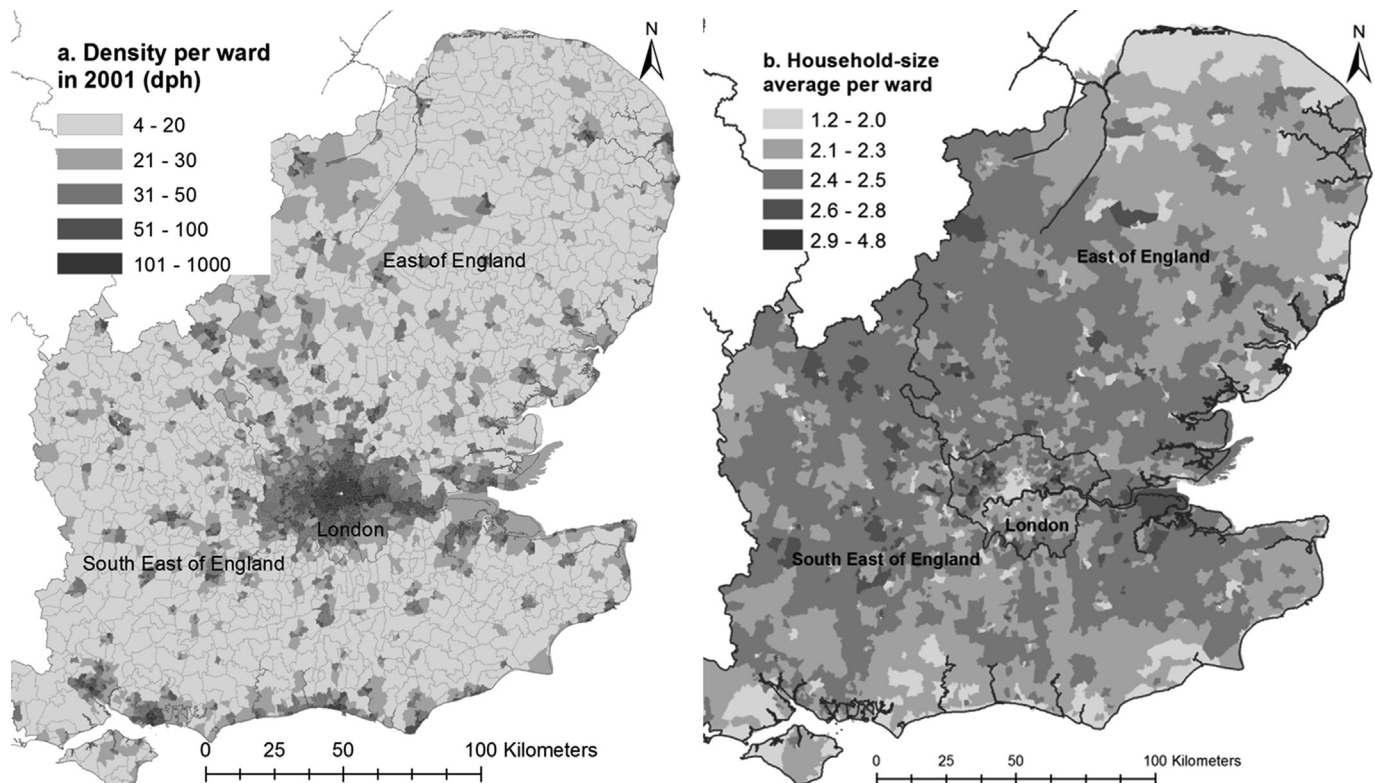 a. Density per ward
in 2001 (dph)
4 - 20
21 - 30
31 - 50
51 - 100
101 - 1000
N
East of England
London
South East of England
0 25 50 100 Kilometers
b. Household-size
average per ward
1.2 - 2.0
2.1 - 2.3
2.4 - 2.5
2.6 - 2.8
2.9 - 4.8
N
East of England
London
South East of England
0 25 50 100 Kilometers